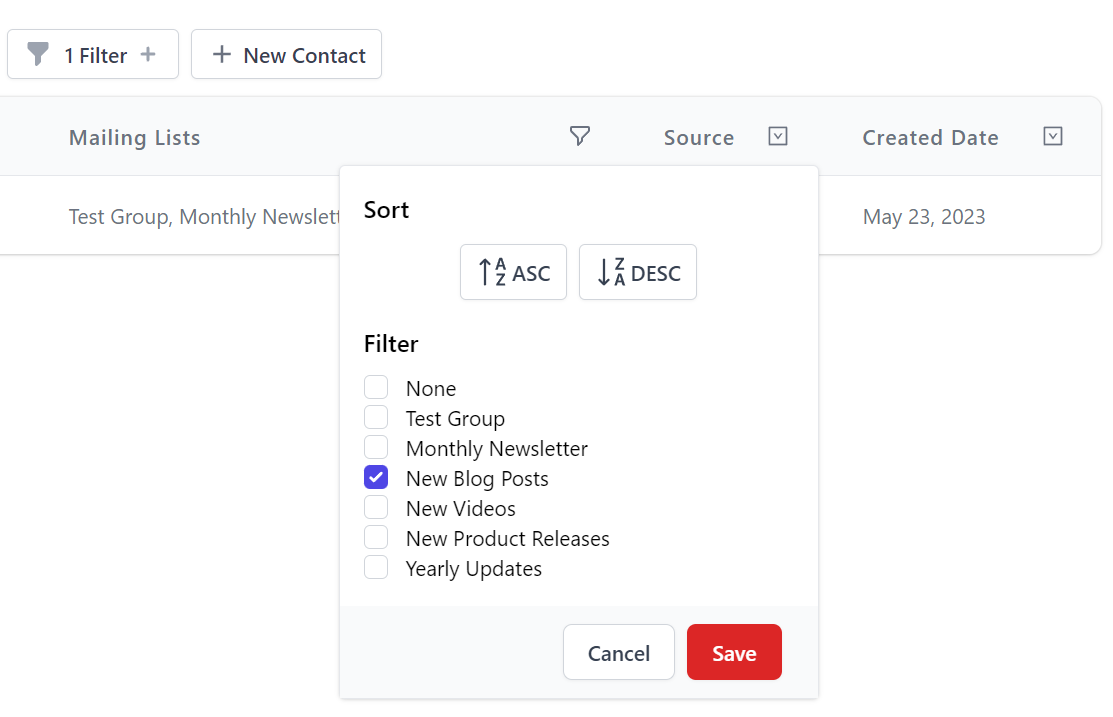 1 Filter + + New Contact
Mailing Lists Source Created Date
Test Group, Monthly May 23, 2023
Sort
A Z ASC Z A DESC
Filter
None
Test Group
Monthly Newsletter
New Blog Posts
New Videos
New Product Releases
Yearly Updates
Cancel Save